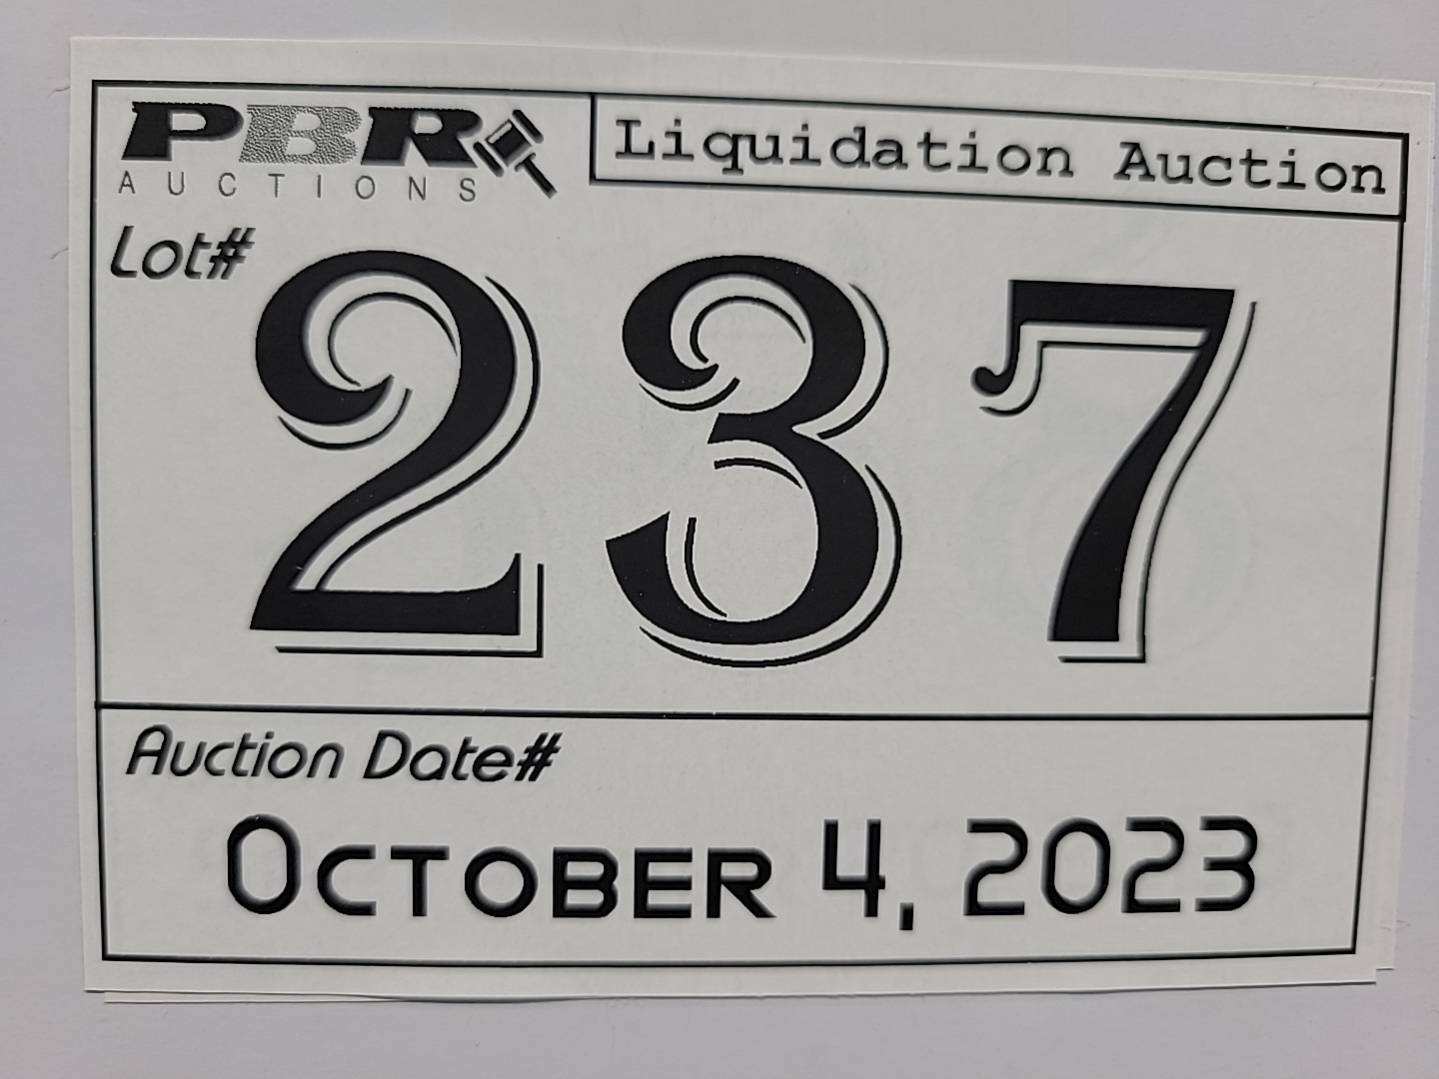 PBR
AUCTIONS
Liquidation Auction
Lot#
237
Auction Date#
October 4, 2023